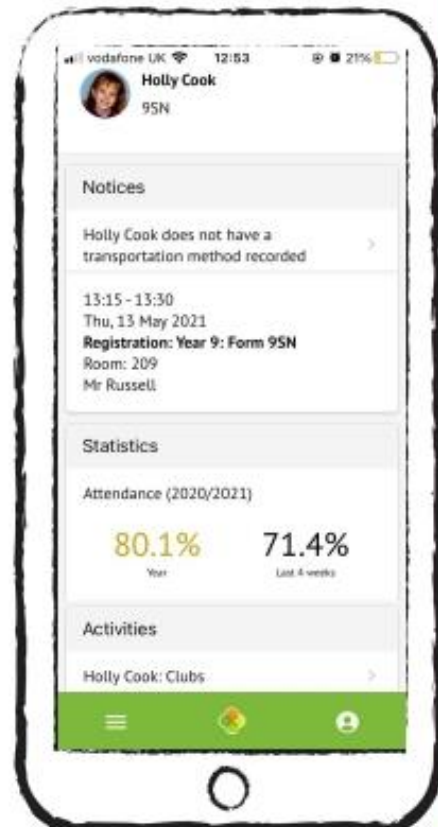 vodafone UK 12:53 21%
Holly Cook
9SN
Notices
Holly Cook does not have a
transportation method recorded
13:15 - 13:30
Thu, 13 May 2021
Registration: Year 9: Form 9SN
Room: 209
Mr Russell
Statistics
Attendance (2020/2021)
80.1% 71.4%
Year Last 4 weeks
Activities
Holly Cook: Clubs